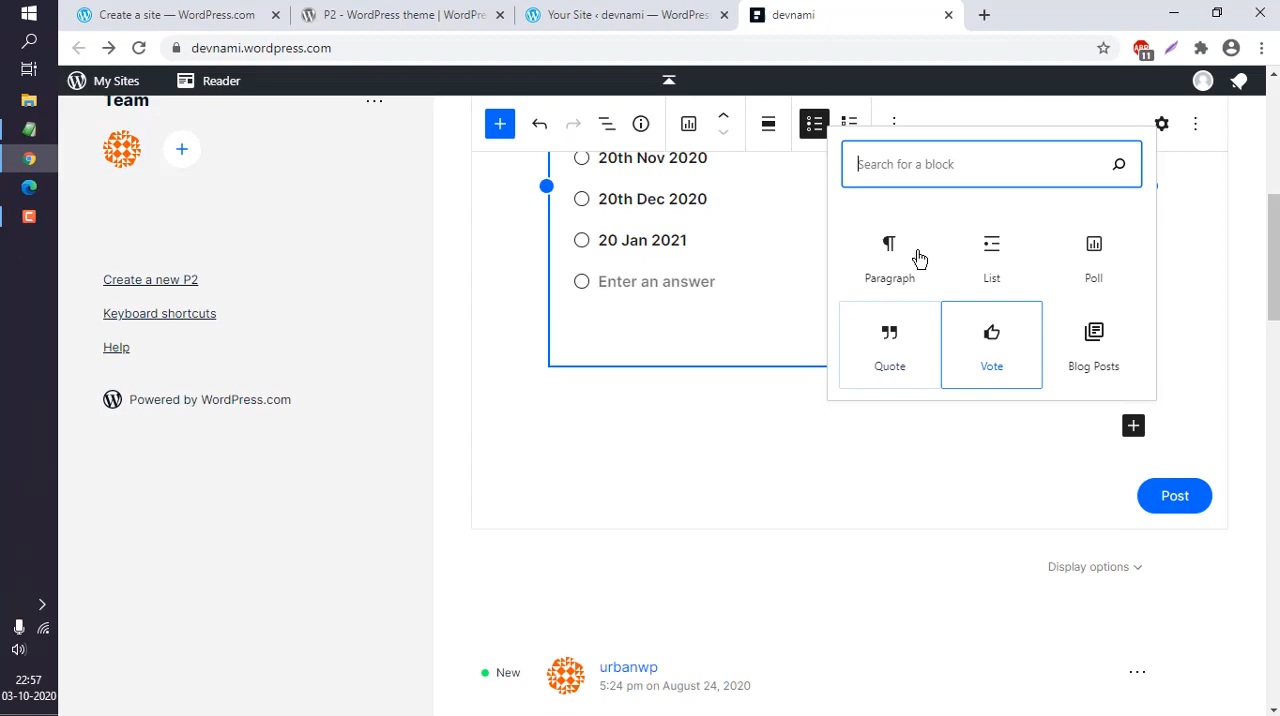 Create a site — WordPress.com
P2 - WordPress theme | WordPre
Your Site ‹ devnami — WordPress
devnami
devnami.wordpress.com
11
My Sites
Reader
Team
Create a new P2
Keyboard shortcuts
Help
Powered by WordPress.com
20th Nov 2020
20th Dec 2020
20 Jan 2021
Enter an answer
Search for a block
Paragraph
List
Poll
Quote
Vote
Blog Posts
Post
Display options
New
urbanwp
5:24 pm on August 24, 2020
22:57
03-10-2020